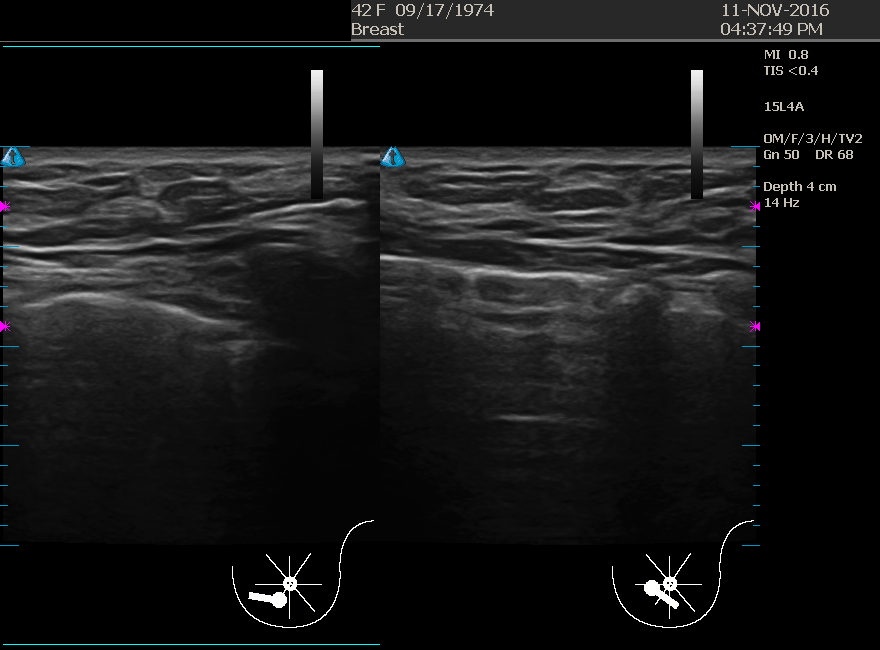 42 F 09/17/1974 11-NOV-2016
Breast 04:37:49 PM
MI 0.8
TIS <0.4
15L4A
OM/F/3/H/TV2
Gn 50 DR 68
Depth 4 cm
14 Hz